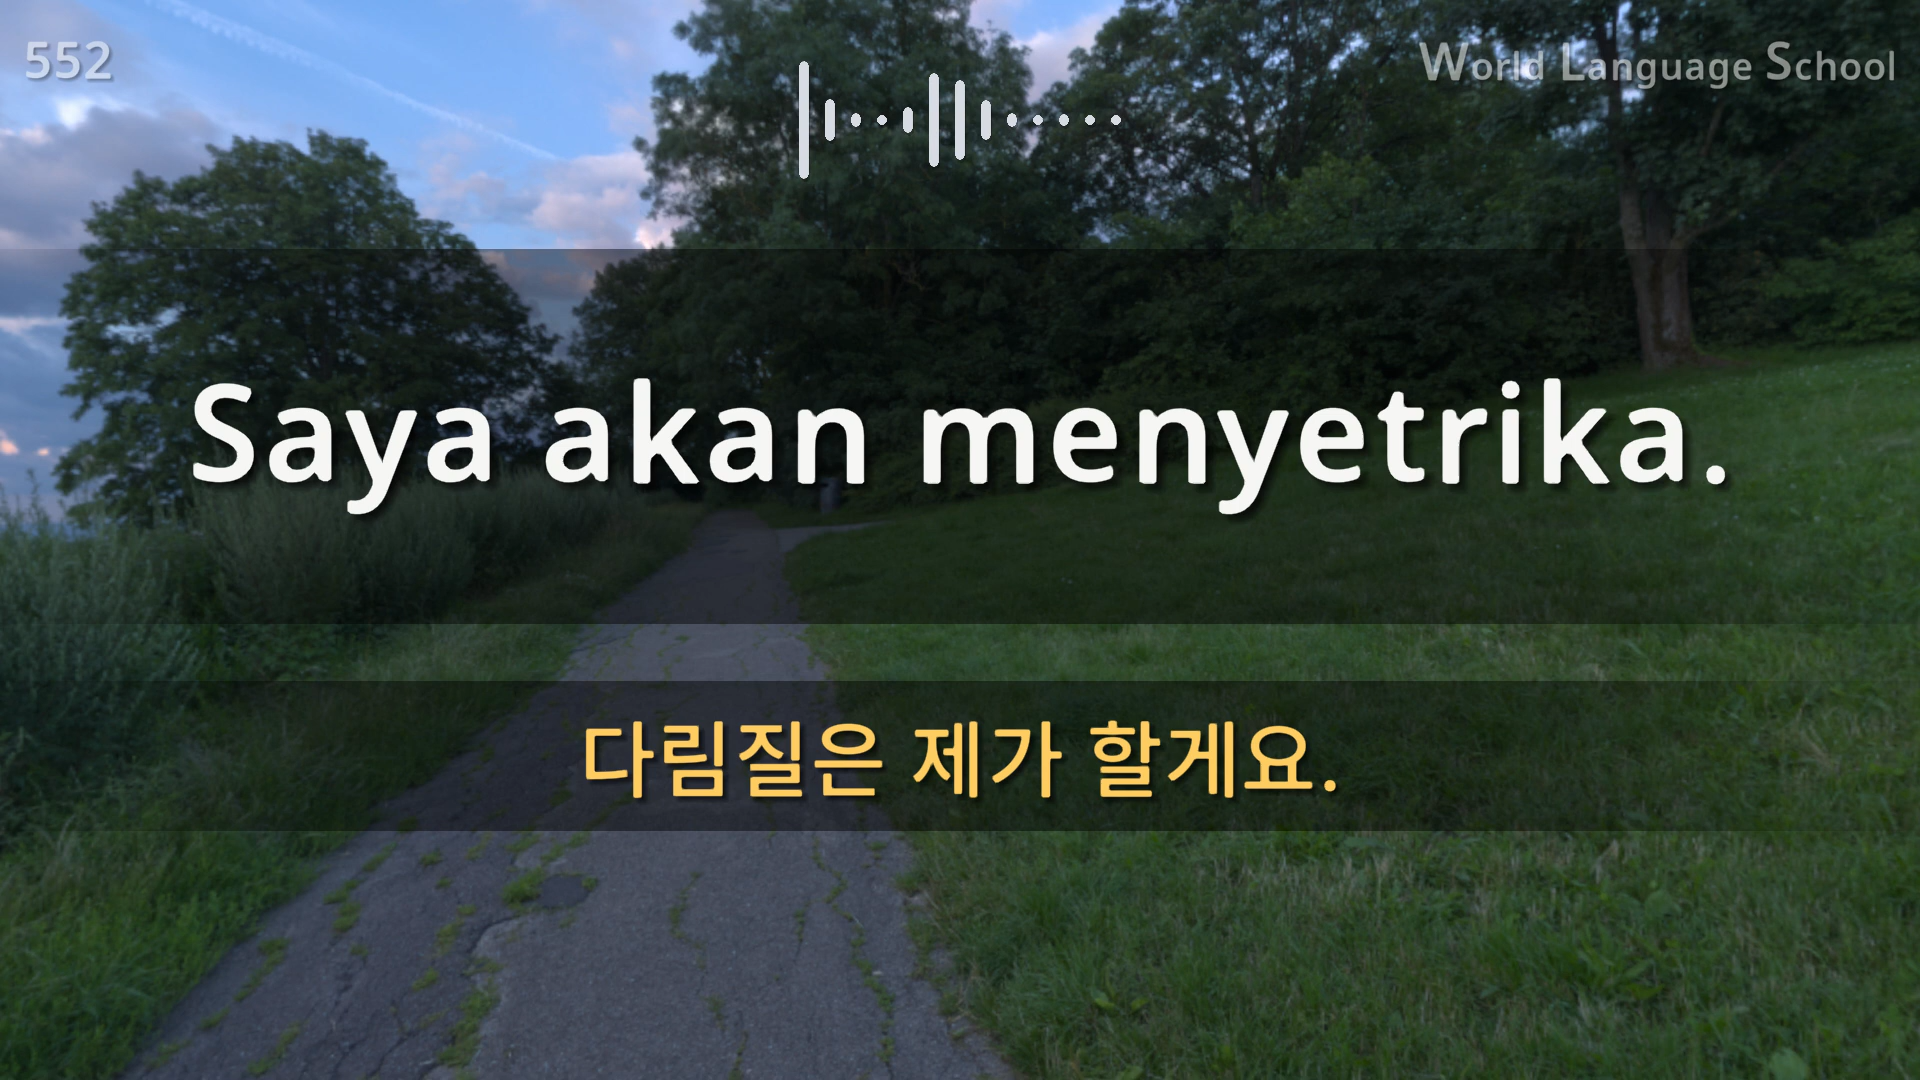 552
World Language School
Saya akan menyetrika.
다림질은 제가 할게요.